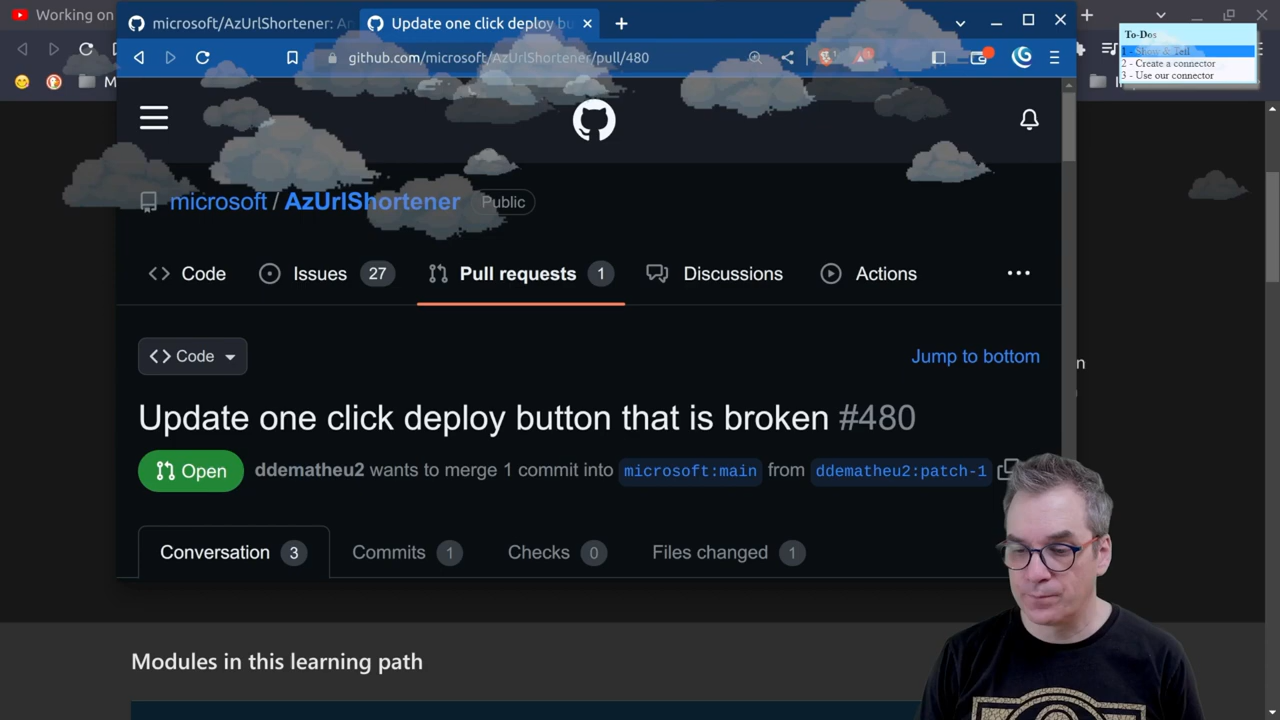 Working on
microsoft/AzUrlShortener: A
Update one click deploy bu
github.com/microsoft/AzUrlShortener/pull/480
To-Dos
1 - Show & Tell
2 - Create a connector
3 - Use our connector
M
microsoft / AzUrlShortener Public
Code Issues 27 Pull requests 1 Discussions Actions
Code Jump to bottom
Update one click deploy button that is broken #480
Open ddematheu2 wants to merge 1 commit into microsoft:main from ddematheu2:patch-1
Conversation 3 Commits 1 Checks 0 Files changed 1
Modules in this learning path